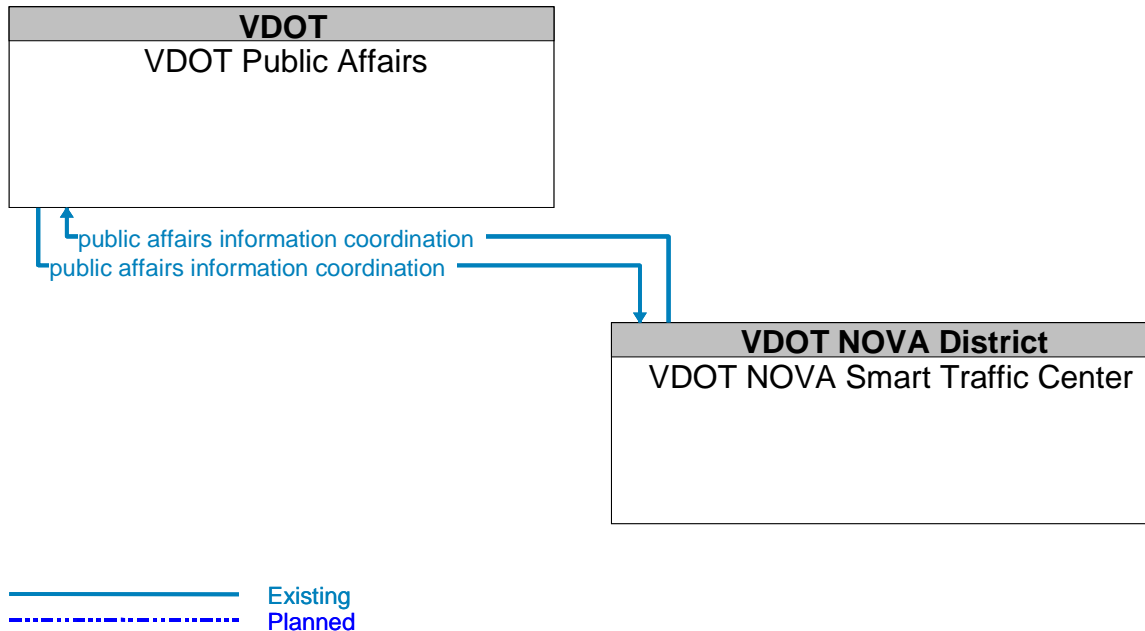 VDOT
VDOT Public Affairs
public affairs information coordination
public affairs information coordination
VDOT NOVA District
VDOT NOVA Smart Traffic Center
Existing
Planned